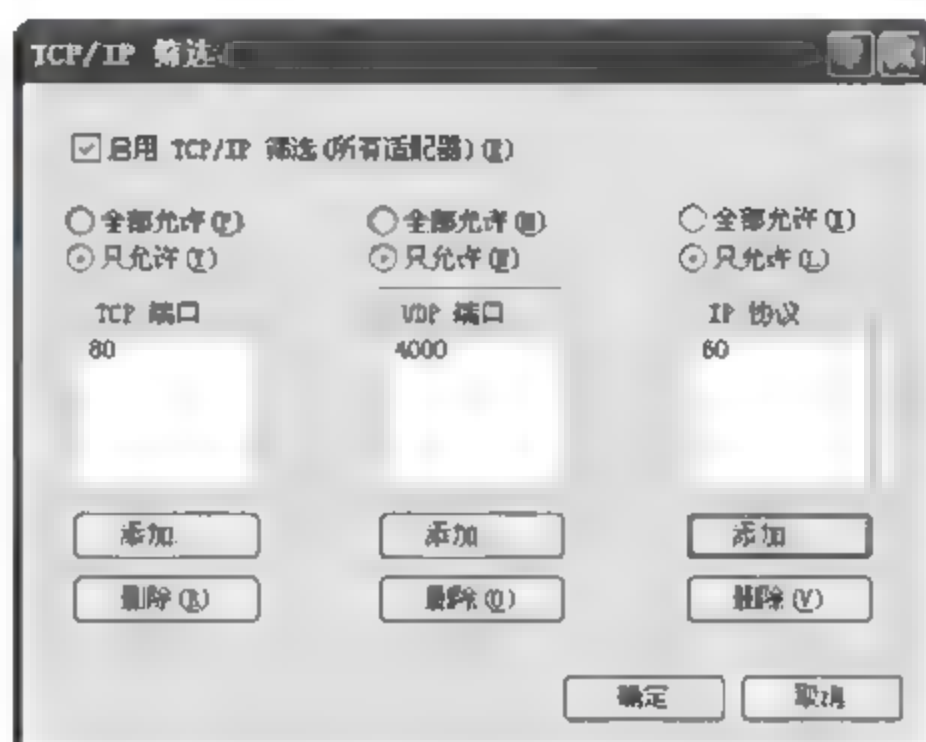 TCP/IP 筛选
启用 TCP/IP 筛选(所有适配器)(E)
全部允许(P) 全部允许(M) 全部允许(I)
只允许(T) 只允许 只允许(L)
TCP 端口 UDP 端口 IP 协议
80 4000 60
添加 添加 添加
删除(R) 删除(O) 删除(V)
确定 取消